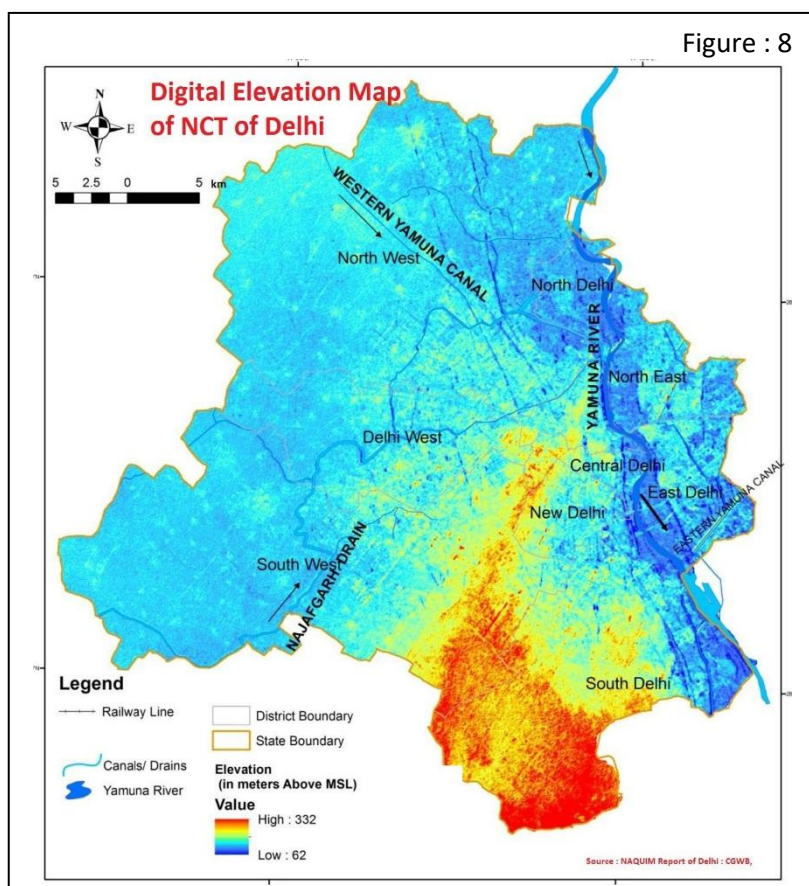 Figure : 8
Digital Elevation Map
of NCT of Delhi
N
W E
S
5 2.5 0 5 km
WESTERN YAMUNA CANAL
North West
North Delhi
YAMUNA RIVER
North East
Delhi West
Central Delhi
East Delhi
New Delhi
EASTERN YAMUNA CANAL
South West
NAJAFGARH DRAIN
South Delhi
Legend
Railway Line
Canals/ Drains
Yamuna River
District Boundary
State Boundary
Elevation
(in meters Above MSL)
Value
High : 332
Low : 62
Source : NAQUIM Report of Delhi : CGWB,